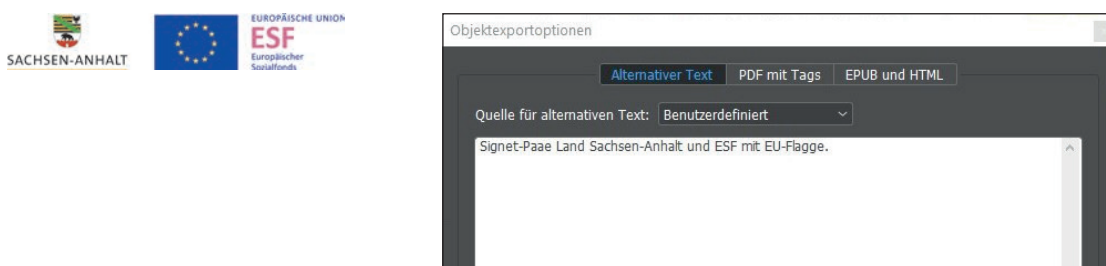 SACHSEN-ANHALT
EUROPÄISCHE UNION
ESF
Europäischer
Sozialfonds
Objektexportoptionen
Alternativer Text PDF mit Tags EPUB und HTML
Quelle für alternativen Text: Benutzerdefiniert
Signet-Paae Land Sachsen-Anhalt und ESF mit EU-Flagge.